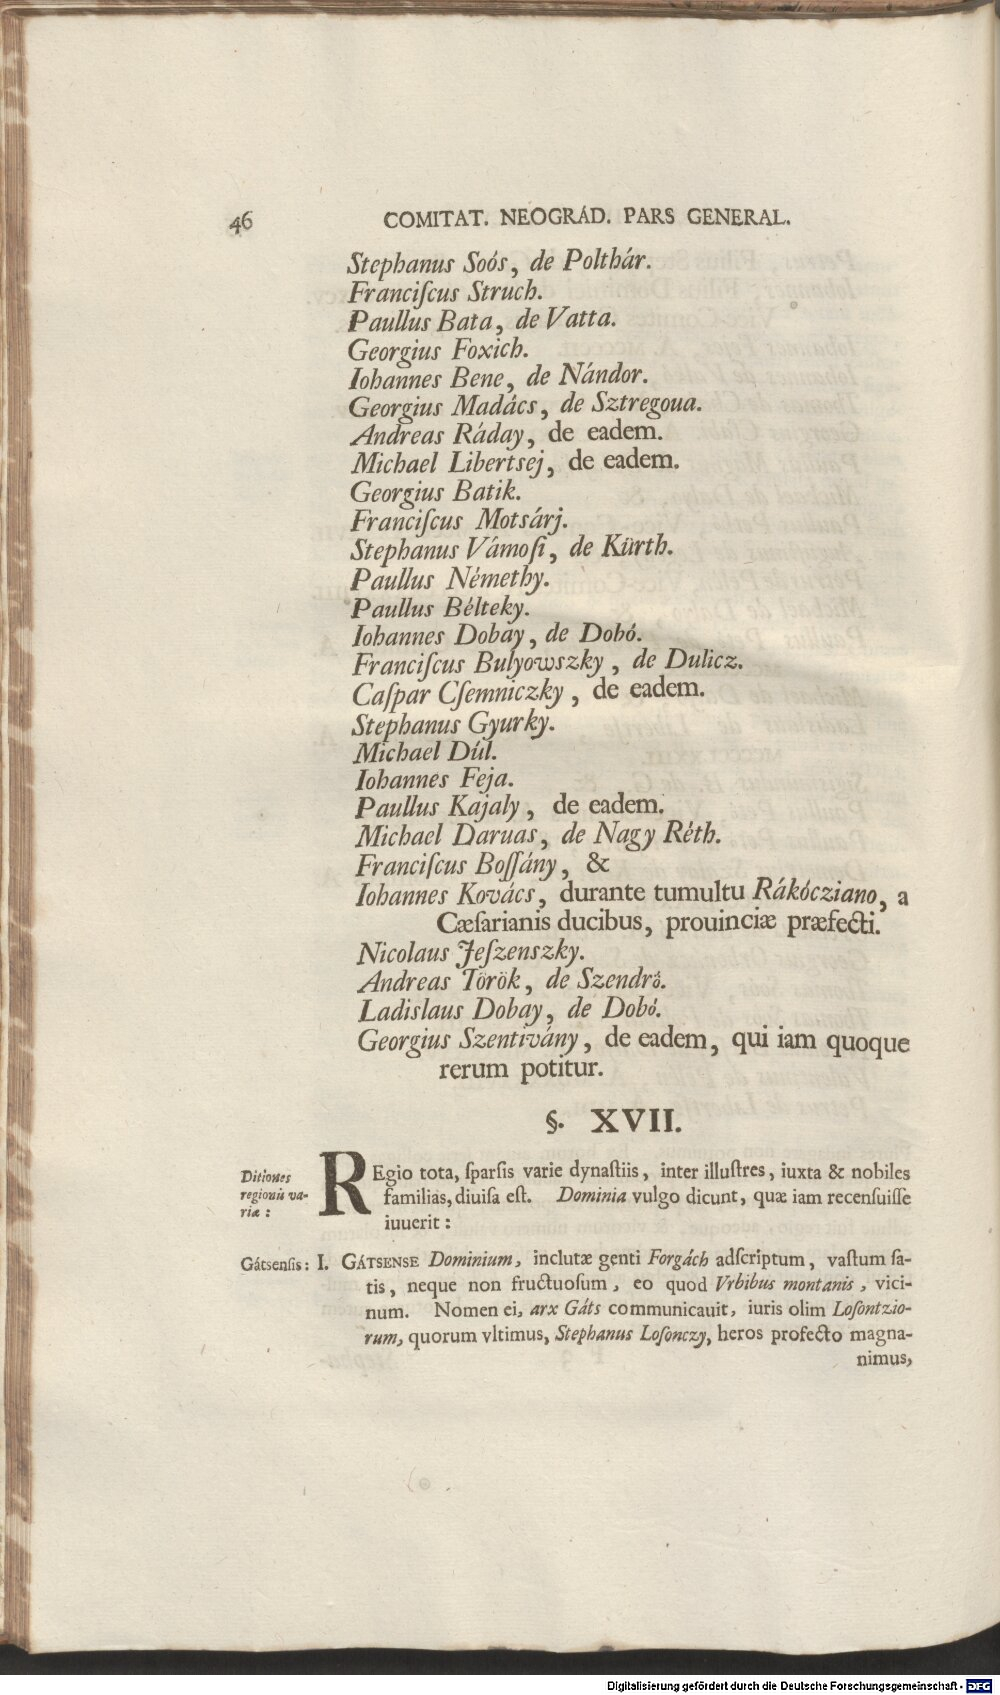 46 COMITAT. NEOGRÁD. PARS GENERAL.
Stephanus Soós, de Polthár.
Franciſcus Struch.
Paullus Bata, de Vatta.
Georgius Foxich.
Iohannes Bene, de Nándor.
Georgius Madács, de Sztregoua.
Andreas Ráday, de eadem.
Michael Libertsej, de eadem.
Georgius Batik.
Franciſcus Motsárj.
Stephanus Vámoſi, de Kürth.
Paullus Némethy.
Paullus Bélteky.
Iohannes Dobay, de Dobó.
Franciſcus Bulyowszky, de Dulicz.
Caſpar Cſemniczky, de eadem.
Stephanus Gyurky.
Michael Dúl.
Iohannes Feja.
Paullus Kajaly, de eadem.
Michael Daruas, de Nagy Réth.
Franciſcus Boſſány, &
Iohannes Kovács, durante tumultu Rákócziano, a
Cæſarianis ducibus, prouinciæ præfecti.
Nicolaus Jeſzenszky.
Andreas Török, de Szendrő.
Ladislaus Dobay, de Dobó.
Georgius Szentivány, de eadem, qui iam quoque
rerum potitur.
§. XVII.
Ditiones
regionis va-
riæ:
REgio tota, ſparſis varie dynaſtiis, inter illuſtres, iuxta & nobiles
familias, diuiſa eſt. Dominia vulgo dicunt, quæ iam recenſuiſſe
iuuerit:
Gátsenſis: I. GÁTSENSE Dominium, inclutæ genti Forgách adſcriptum, vaſtum ſa-
tis, neque non fructuoſum, eo quod Vrbibus montanis, vici-
num. Nomen ei, arx Gáts communicauit, iuris olim Loſontzio-
rum, quorum vltimus, Stephanus Loſonczy, heros profecto magna-
nimus,
Digitalisierung gefördert durch die Deutsche Forschungsgemeinschaft - DFG